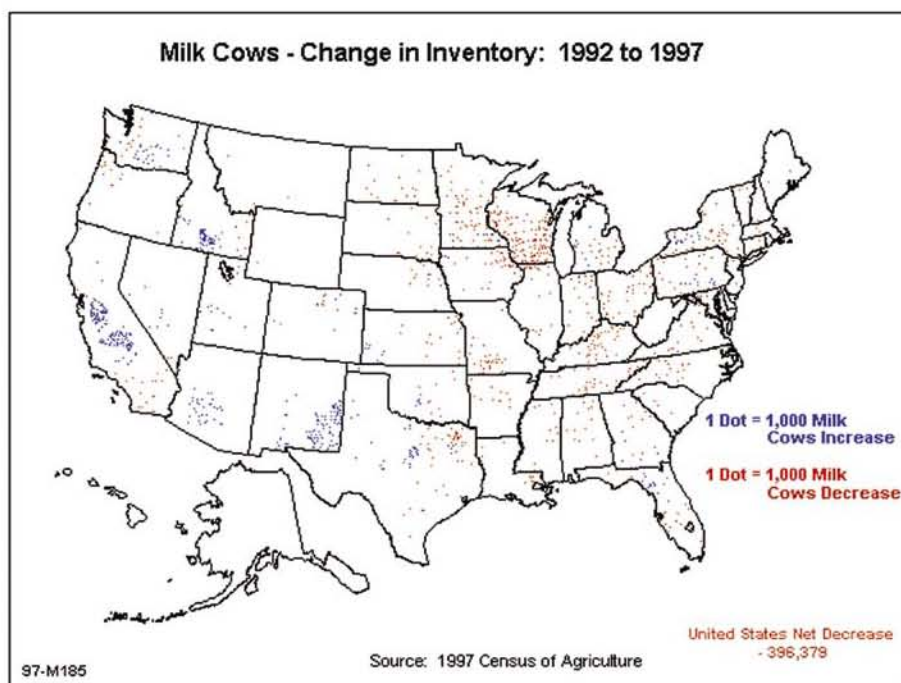 Milk Cows - Change in Inventory: 1992 to 1997
1 Dot = 1,000 Milk
Cows Increase
1 Dot = 1,000 Milk
Cows Decrease
United States Net Decrease
- 396,379
Source: 1997 Census of Agriculture
97-M185